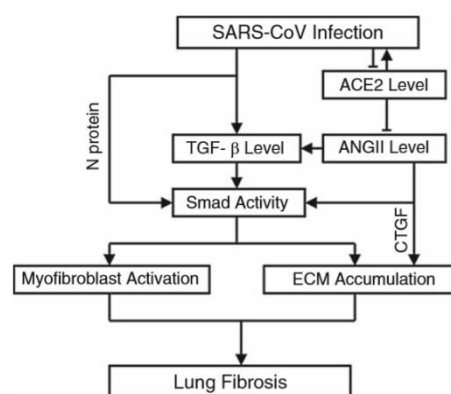 SARS-CoV Infection
ACE2 Level
N protein
TGF- β Level
ANGII Level
Smad Activity
CTGF
Myofibroblast Activation
ECM Accumulation
Lung Fibrosis